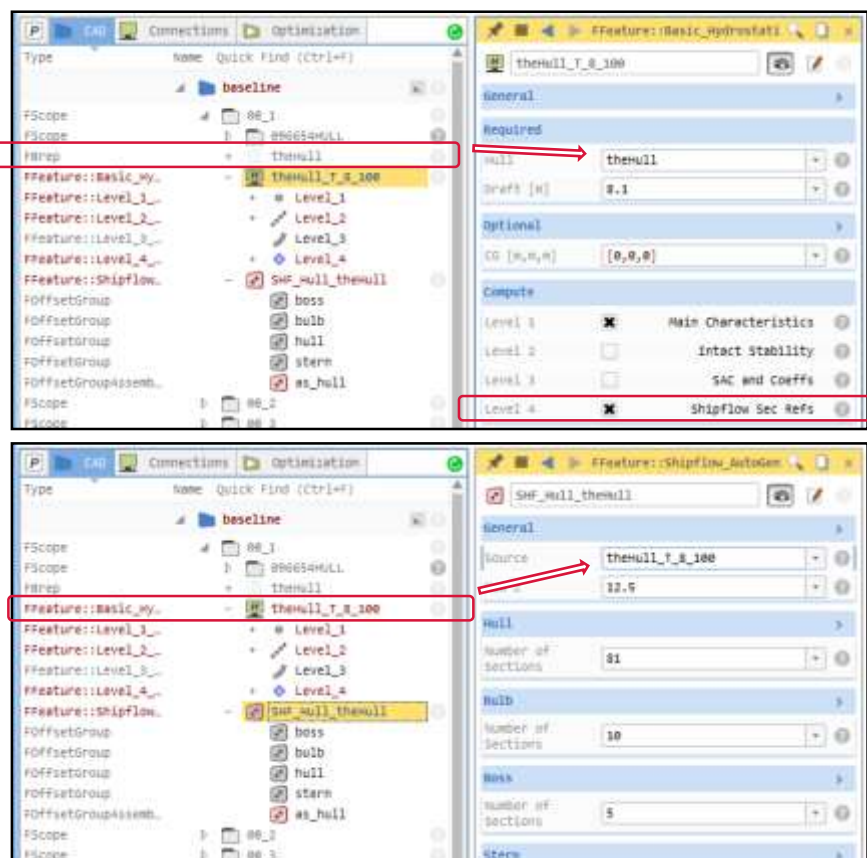 P CAD Connections Optimization
Type Name Quick Find (Ctrl+F)
baseline
FScope 00_1
FScope 096654HULL
FBrep theHull
FFeature::Basic_Hy…
theHull_T_8_100
FFeature::Level_1_… Level_1
FFeature::Level_2_… Level_2
FFeature::Level_3_… Level_3
FFeature::Level_4_… Level_4
FFeature::Shipflow… SHF_Hull_theHull
FOffsetGroup boss
FOffsetGroup bulb
FOffsetGroup hull
FOffsetGroup stern
FOffsetGroupAssemb… as_hull
FScope 00_2
FScope 00_3
FFeature::Basic_Hydrostati
theHull_T_8_100
General
Required
Hull theHull
Draft [m] 8.1
Optional
CG [m,m,m] [0,0,0]
Compute
Level 1 Main Characteristics
Level 2 Intact Stability
Level 3 SAC and Coeffs
Level 4 Shipflow Sec Refs
P CAD Connections Optimization
Type Name Quick Find (Ctrl+F)
baseline
FScope 00_1
FScope 096654HULL
FBrep theHull
FFeature::Basic_Hy… theHull_T_8_100
FFeature::Level_1_… Level_1
FFeature::Level_2_… Level_2
FFeature::Level_3_… Level_3
FFeature::Level_4_… Level_4
FFeature::Shipflow… SHF_Hull_theHull
FOffsetGroup boss
FOffsetGroup bulb
FOffsetGroup hull
FOffsetGroup stern
FOffsetGroupAssemb… as_hull
FScope 00_2
FScope 00_3
FFeature::Shipflow_AutoGen
SHF_Hull_theHull
General
Source theHull_T_8_100
12.5
Hull
Number of Sections 81
Bulb
Number of Sections 10
Boss
Number of Sections 5
Stern